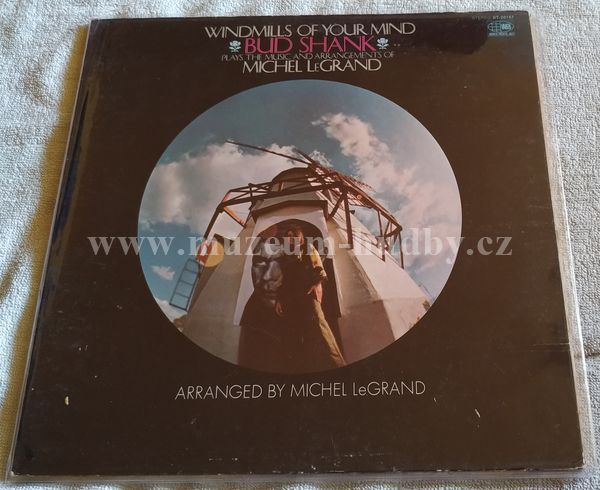 WINDMILLS OF YOUR MIND
BUD SHANK
PLAYS THE MUSIC AND ARRANGEMENTS OF
MICHEL LeGRAND
STEREO
www.muzeum-hudby.cz
ARRANGED BY MICHEL LeGRAND